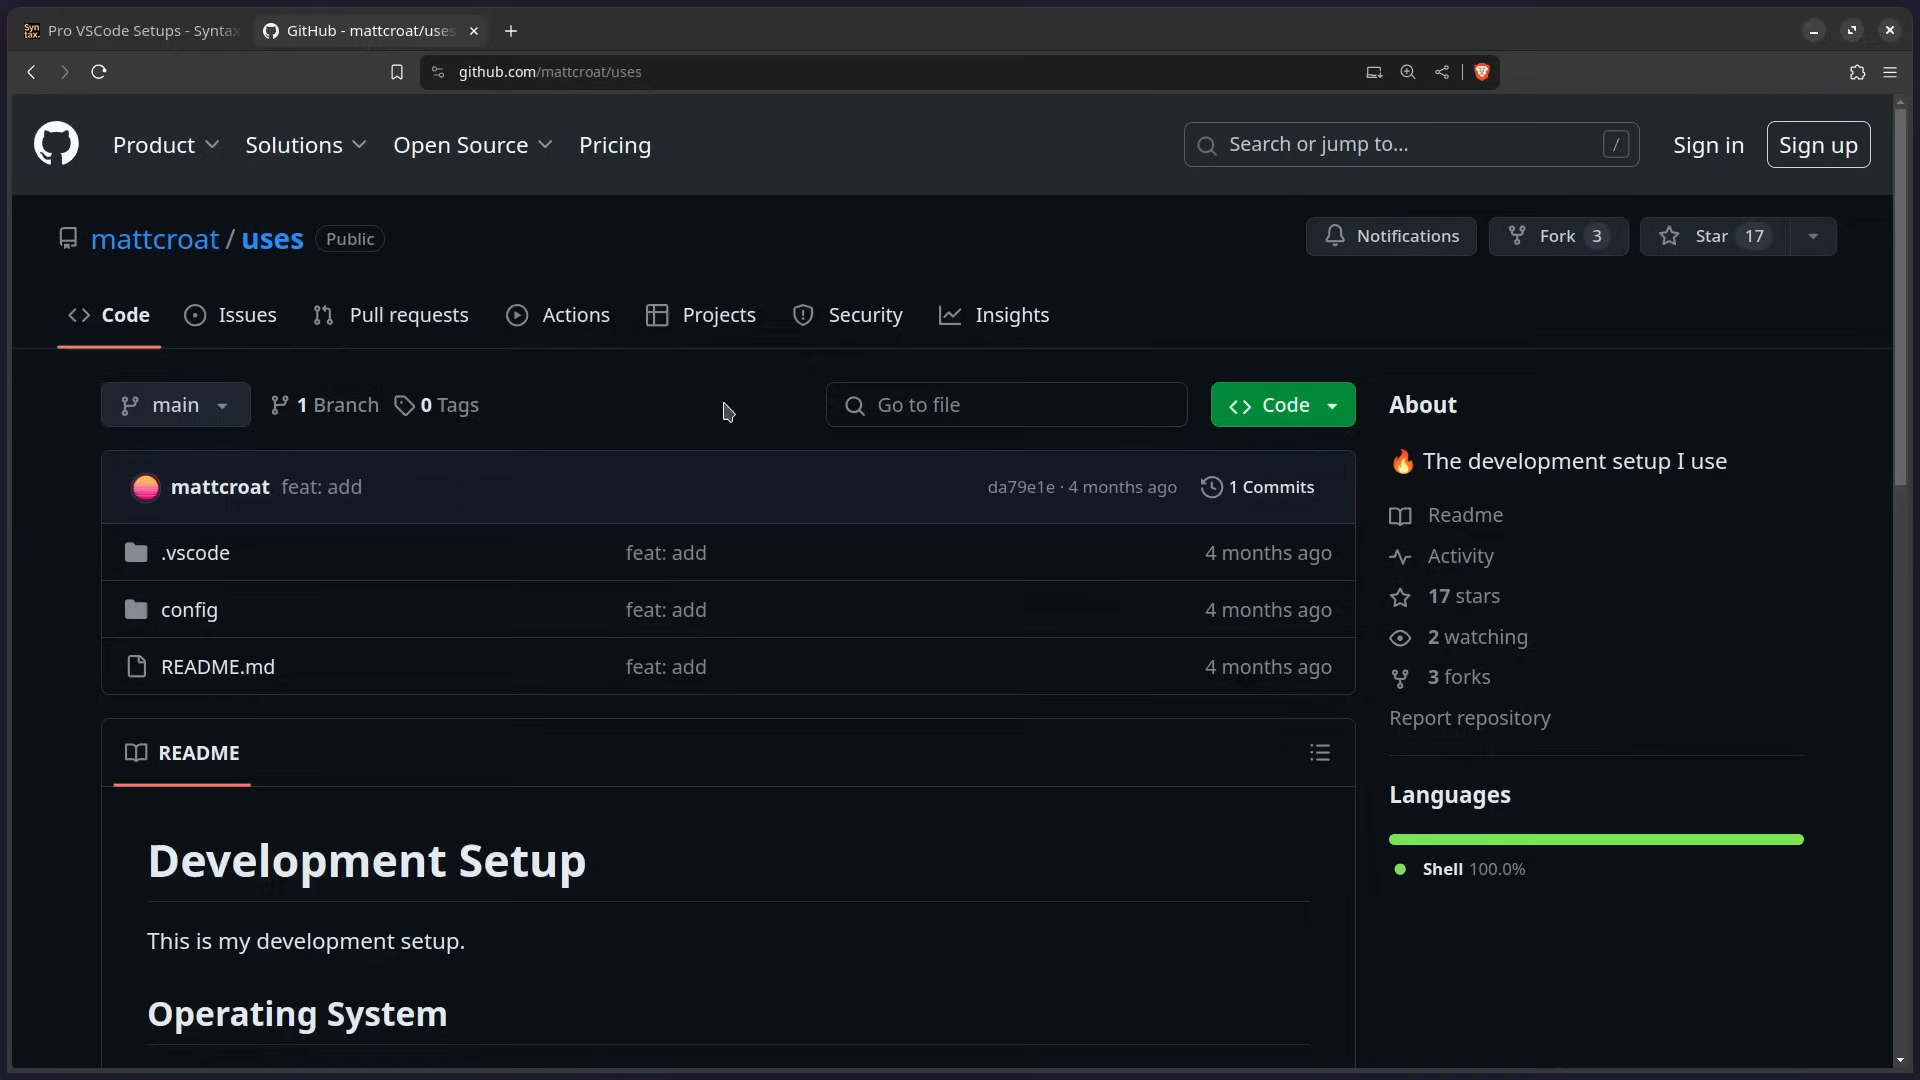 Syn tax.
Pro VSCode Setups - Syntax
GitHub - mattcroat/uses
github.com/mattcroat/uses
Product
Solutions
Open Source
Pricing
Search or jump to...
/
Sign in
Sign up
mattcroat / uses
Public
Notifications
Fork 3
Star 17
Code
Issues
Pull requests
Actions
Projects
Security
Insights
main
1 Branch
0 Tags
Go to file
Code
mattcroat feat: add
da79e1e · 4 months ago
1 Commits
.vscode
feat: add
4 months ago
config
feat: add
4 months ago
README.md
feat: add
4 months ago
README
Development Setup
This is my development setup.
Operating System
About
🔥 The development setup I use
Readme
Activity
17 stars
2 watching
3 forks
Report repository
Languages
Shell 100.0%